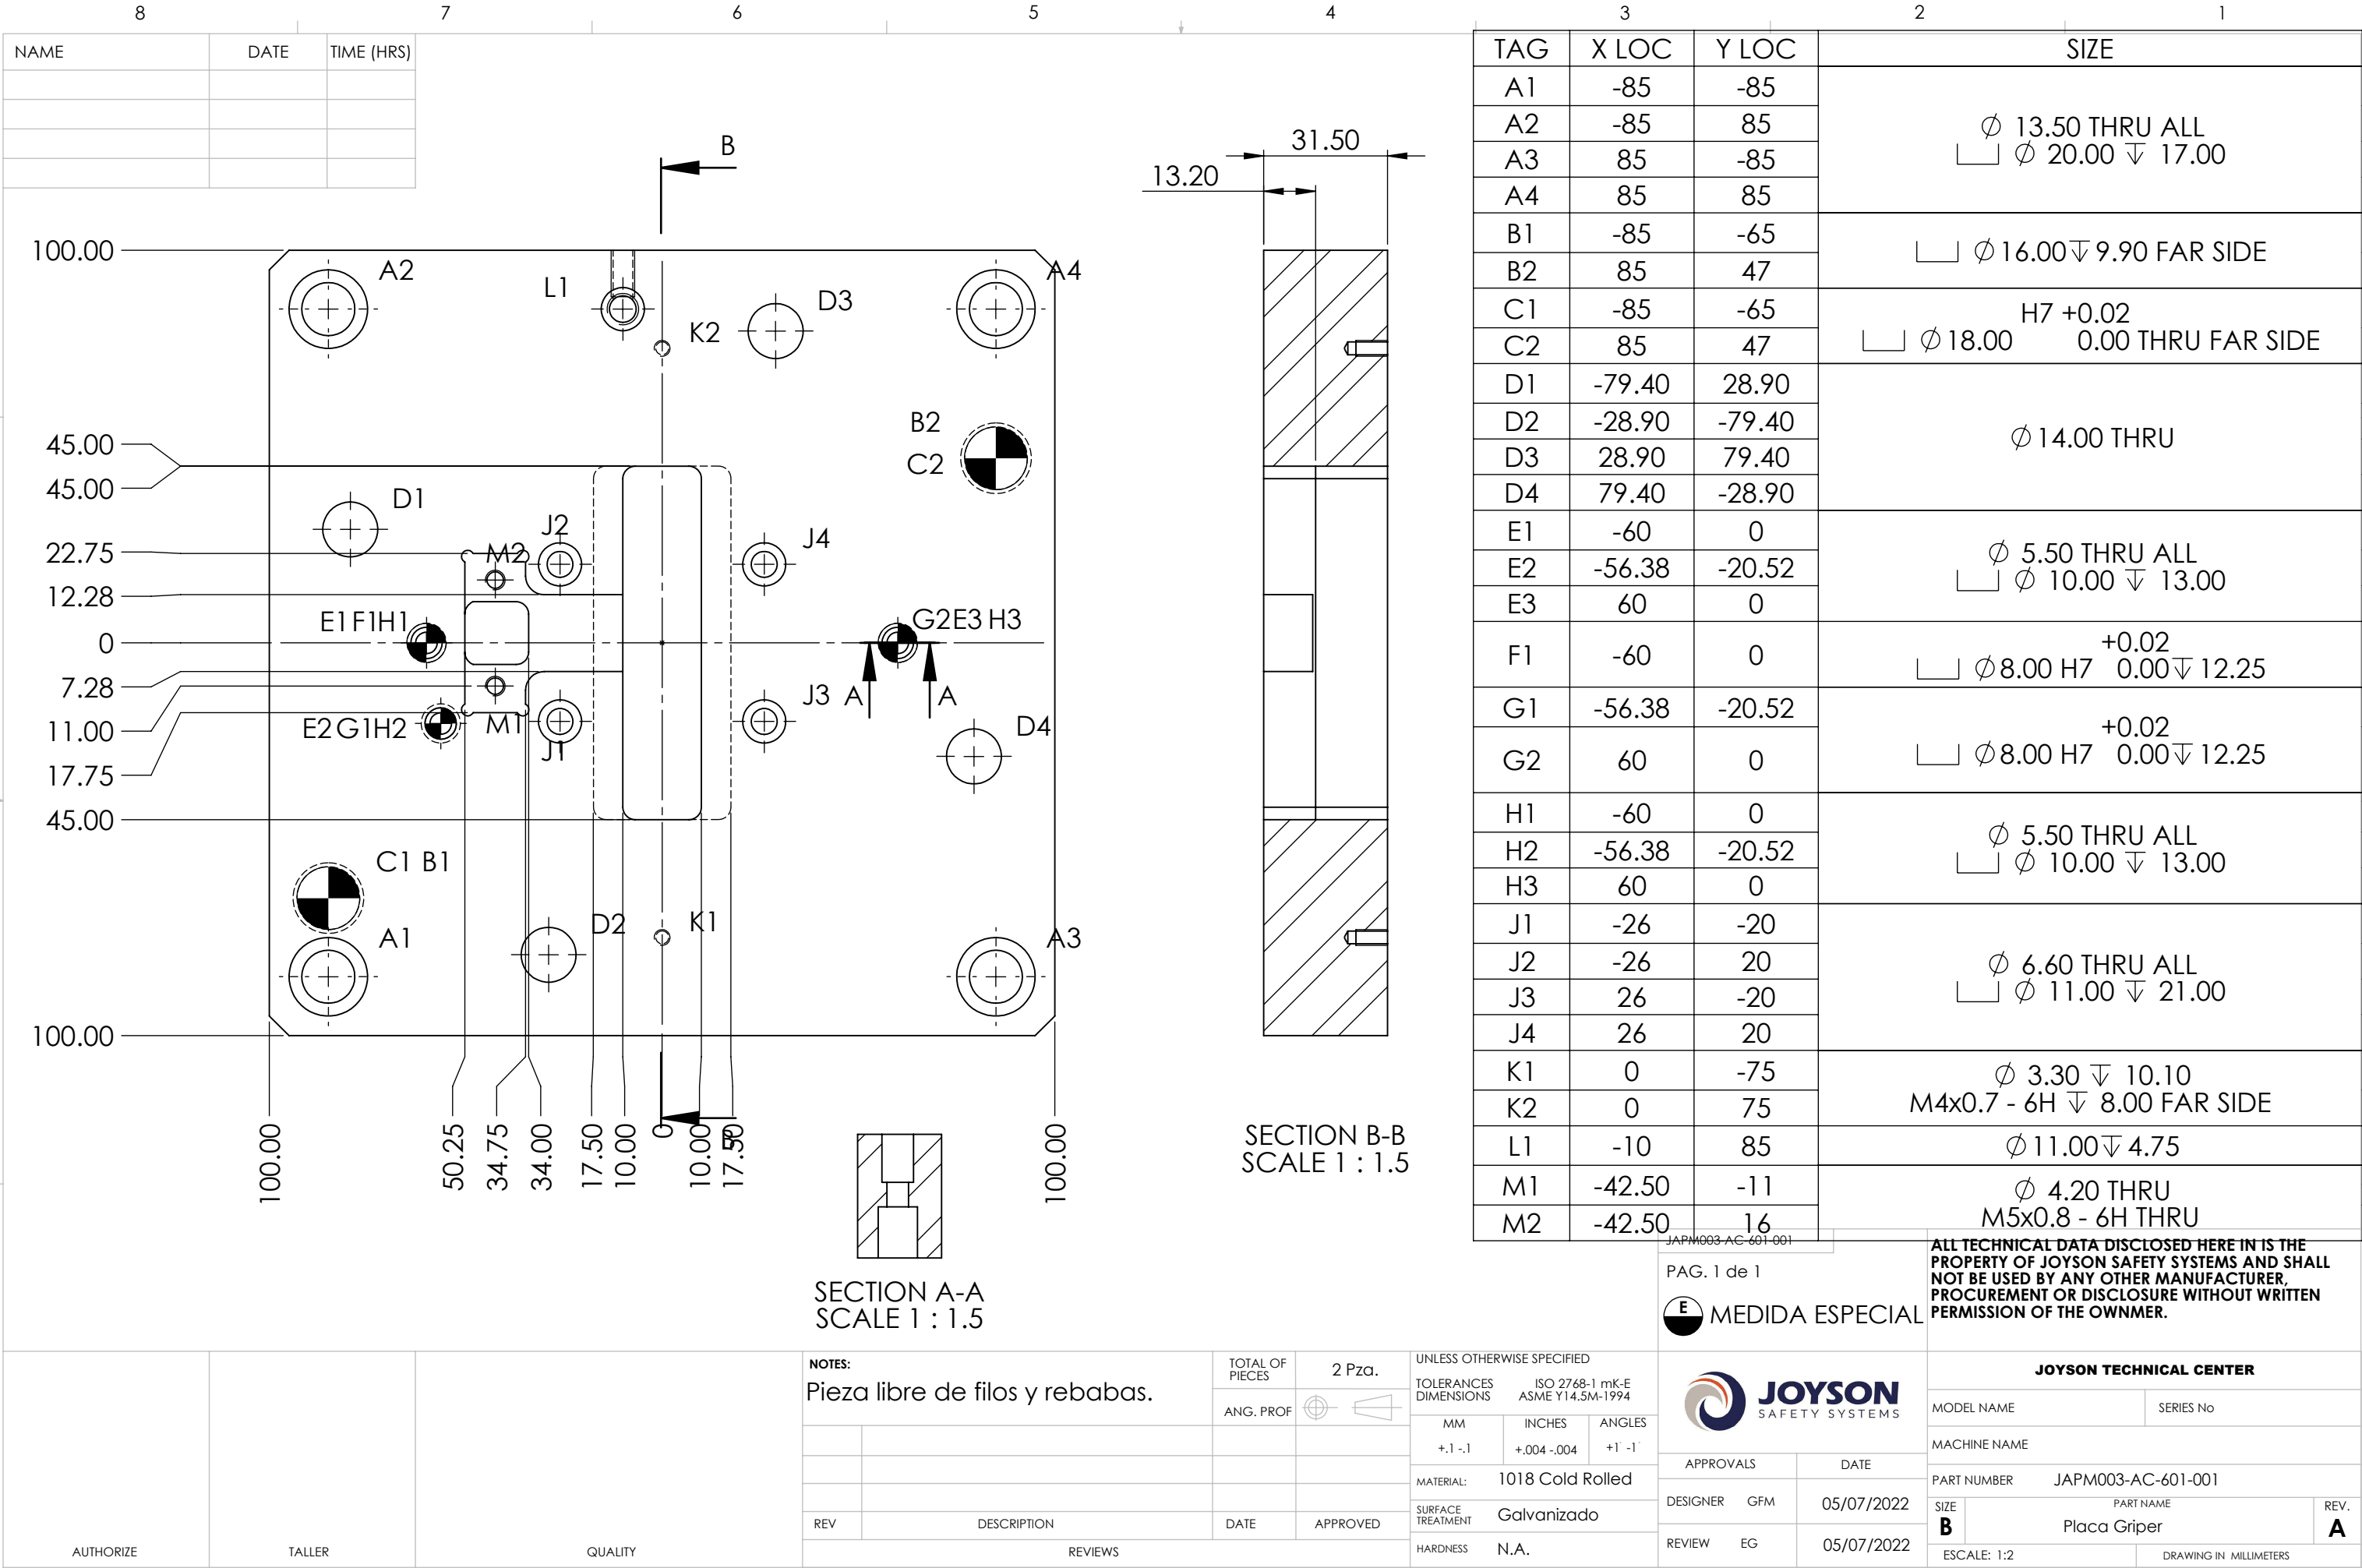 8 7 6 5 4 3 2 1
NAME DATE TIME (HRS)
B
31.50
13.20
100.00
A2
L1
D3
A4
K2
45.00
B2
45.00
C2
D1
J2
J4
22.75
M2
12.28
E1F1H1
G2E3 H3
0
7.28
J3
A A
E2G1H2
M1
11.00
D4
J1
17.75
45.00
C1 B1
D2
K1
A1
A3
100.00
100.00
50.25
34.75
34.00
17.50
10.00
0
10.00
17.50
100.00
B
SECTION A-A
SCALE 1 : 1.5
SECTION B-B
SCALE 1 : 1.5
TAG X LOC Y LOC SIZE
A1 -85 -85
A2 -85 85
A3 85 -85
A4 85 85
∅ 13.50 THRU ALL
⌴ ∅ 20.00 ↧ 17.00
B1 -85 -65
B2 85 47
⌴ ∅16.00↧9.90 FAR SIDE
C1 -85 -65
C2 85 47
H7 +0.02
⌴ ∅18.00 0.00 THRU FAR SIDE
D1 -79.40 28.90
D2 -28.90 -79.40
D3 28.90 79.40
D4 79.40 -28.90
∅14.00 THRU
E1 -60 0
E2 -56.38 -20.52
E3 60 0
∅ 5.50 THRU ALL
⌴ ∅ 10.00 ↧ 13.00
F1 -60 0
+0.02
⌴ ∅8.00 H7 0.00↧12.25
G1 -56.38 -20.52
G2 60 0
+0.02
⌴ ∅8.00 H7 0.00↧12.25
H1 -60 0
H2 -56.38 -20.52
H3 60 0
∅ 5.50 THRU ALL
⌴ ∅ 10.00 ↧ 13.00
J1 -26 -20
J2 -26 20
J3 26 -20
J4 26 20
∅ 6.60 THRU ALL
⌴ ∅ 11.00 ↧ 21.00
K1 0 -75
K2 0 75
∅ 3.30 ↧ 10.10
M4x0.7 - 6H ↧ 8.00 FAR SIDE
L1 -10 85
∅11.00↧4.75
M1 -42.50 -11
M2 -42.50 16
∅ 4.20 THRU
M5x0.8 - 6H THRU
JAPM003-AC-601-001
PAG. 1 de 1
E MEDIDA ESPECIAL
ALL TECHNICAL DATA DISCLOSED HERE IN IS THE
PROPERTY OF JOYSON SAFETY SYSTEMS AND SHALL
NOT BE USED BY ANY OTHER MANUFACTURER,
PROCUREMENT OR DISCLOSURE WITHOUT WRITTEN
PERMISSION OF THE OWNMER.
AUTHORIZE TALLER QUALITY
NOTES:
Pieza libre de filos y rebabas.
TOTAL OF
PIECES
2 Pza.
ANG. PROF
REV DESCRIPTION DATE APPROVED
REVIEWS
UNLESS OTHERWISE SPECIFIED
TOLERANCES ISO 2768-1 mK-E
DIMENSIONS ASME Y14.5M-1994
MM INCHES ANGLES
+.1 -.1 +.004 -.004 +1˙ -1˙
MATERIAL: 1018 Cold Rolled
SURFACE
TREATMENT
Galvanizado
HARDNESS N.A.
JOYSON
SAFETY SYSTEMS
APPROVALS DATE
DESIGNER GFM 05/07/2022
REVIEW EG 05/07/2022
JOYSON TECHNICAL CENTER
MODEL NAME SERIES No
MACHINE NAME
PART NUMBER JAPM003-AC-601-001
SIZE
B
PART NAME
Placa Griper
REV.
A
ESCALE: 1:2 DRAWING IN MILLIMETERS